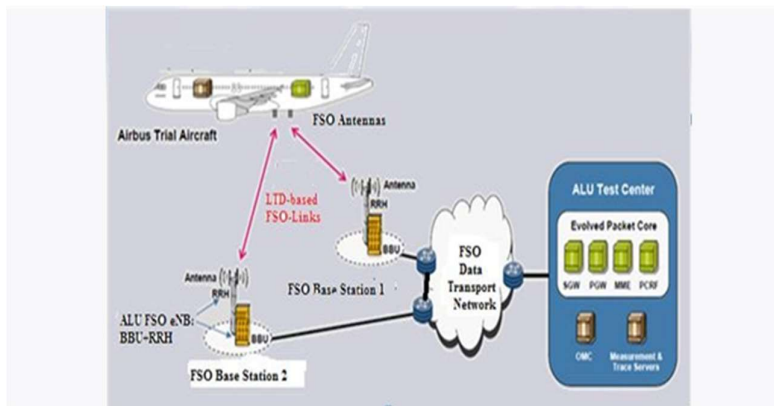 FSO Antennas
Airbus Trial Aircraft
LTD-based
FSO-Links
Antenna
RRH
BBU
FSO Base Station 1
Antenna
RRH
ALU FSO eNB:
BBU+RRH
BBU
FSO Base Station 2
FSO
Data
Transport
Network
ALU Test Center
Evolved Packet Core
SGW PGW MME PCRF
OMC
Measurement &
Trace Servers